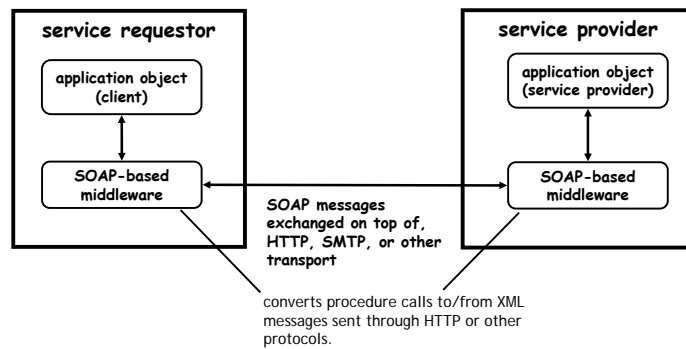 service requestor
application object
(client)
SOAP-based
middleware
service provider
application object
(service provider)
SOAP-based
middleware
SOAP messages
exchanged on top of,
HTTP, SMTP, or other
transport
converts procedure calls to/from XML
messages sent through HTTP or other
protocols.